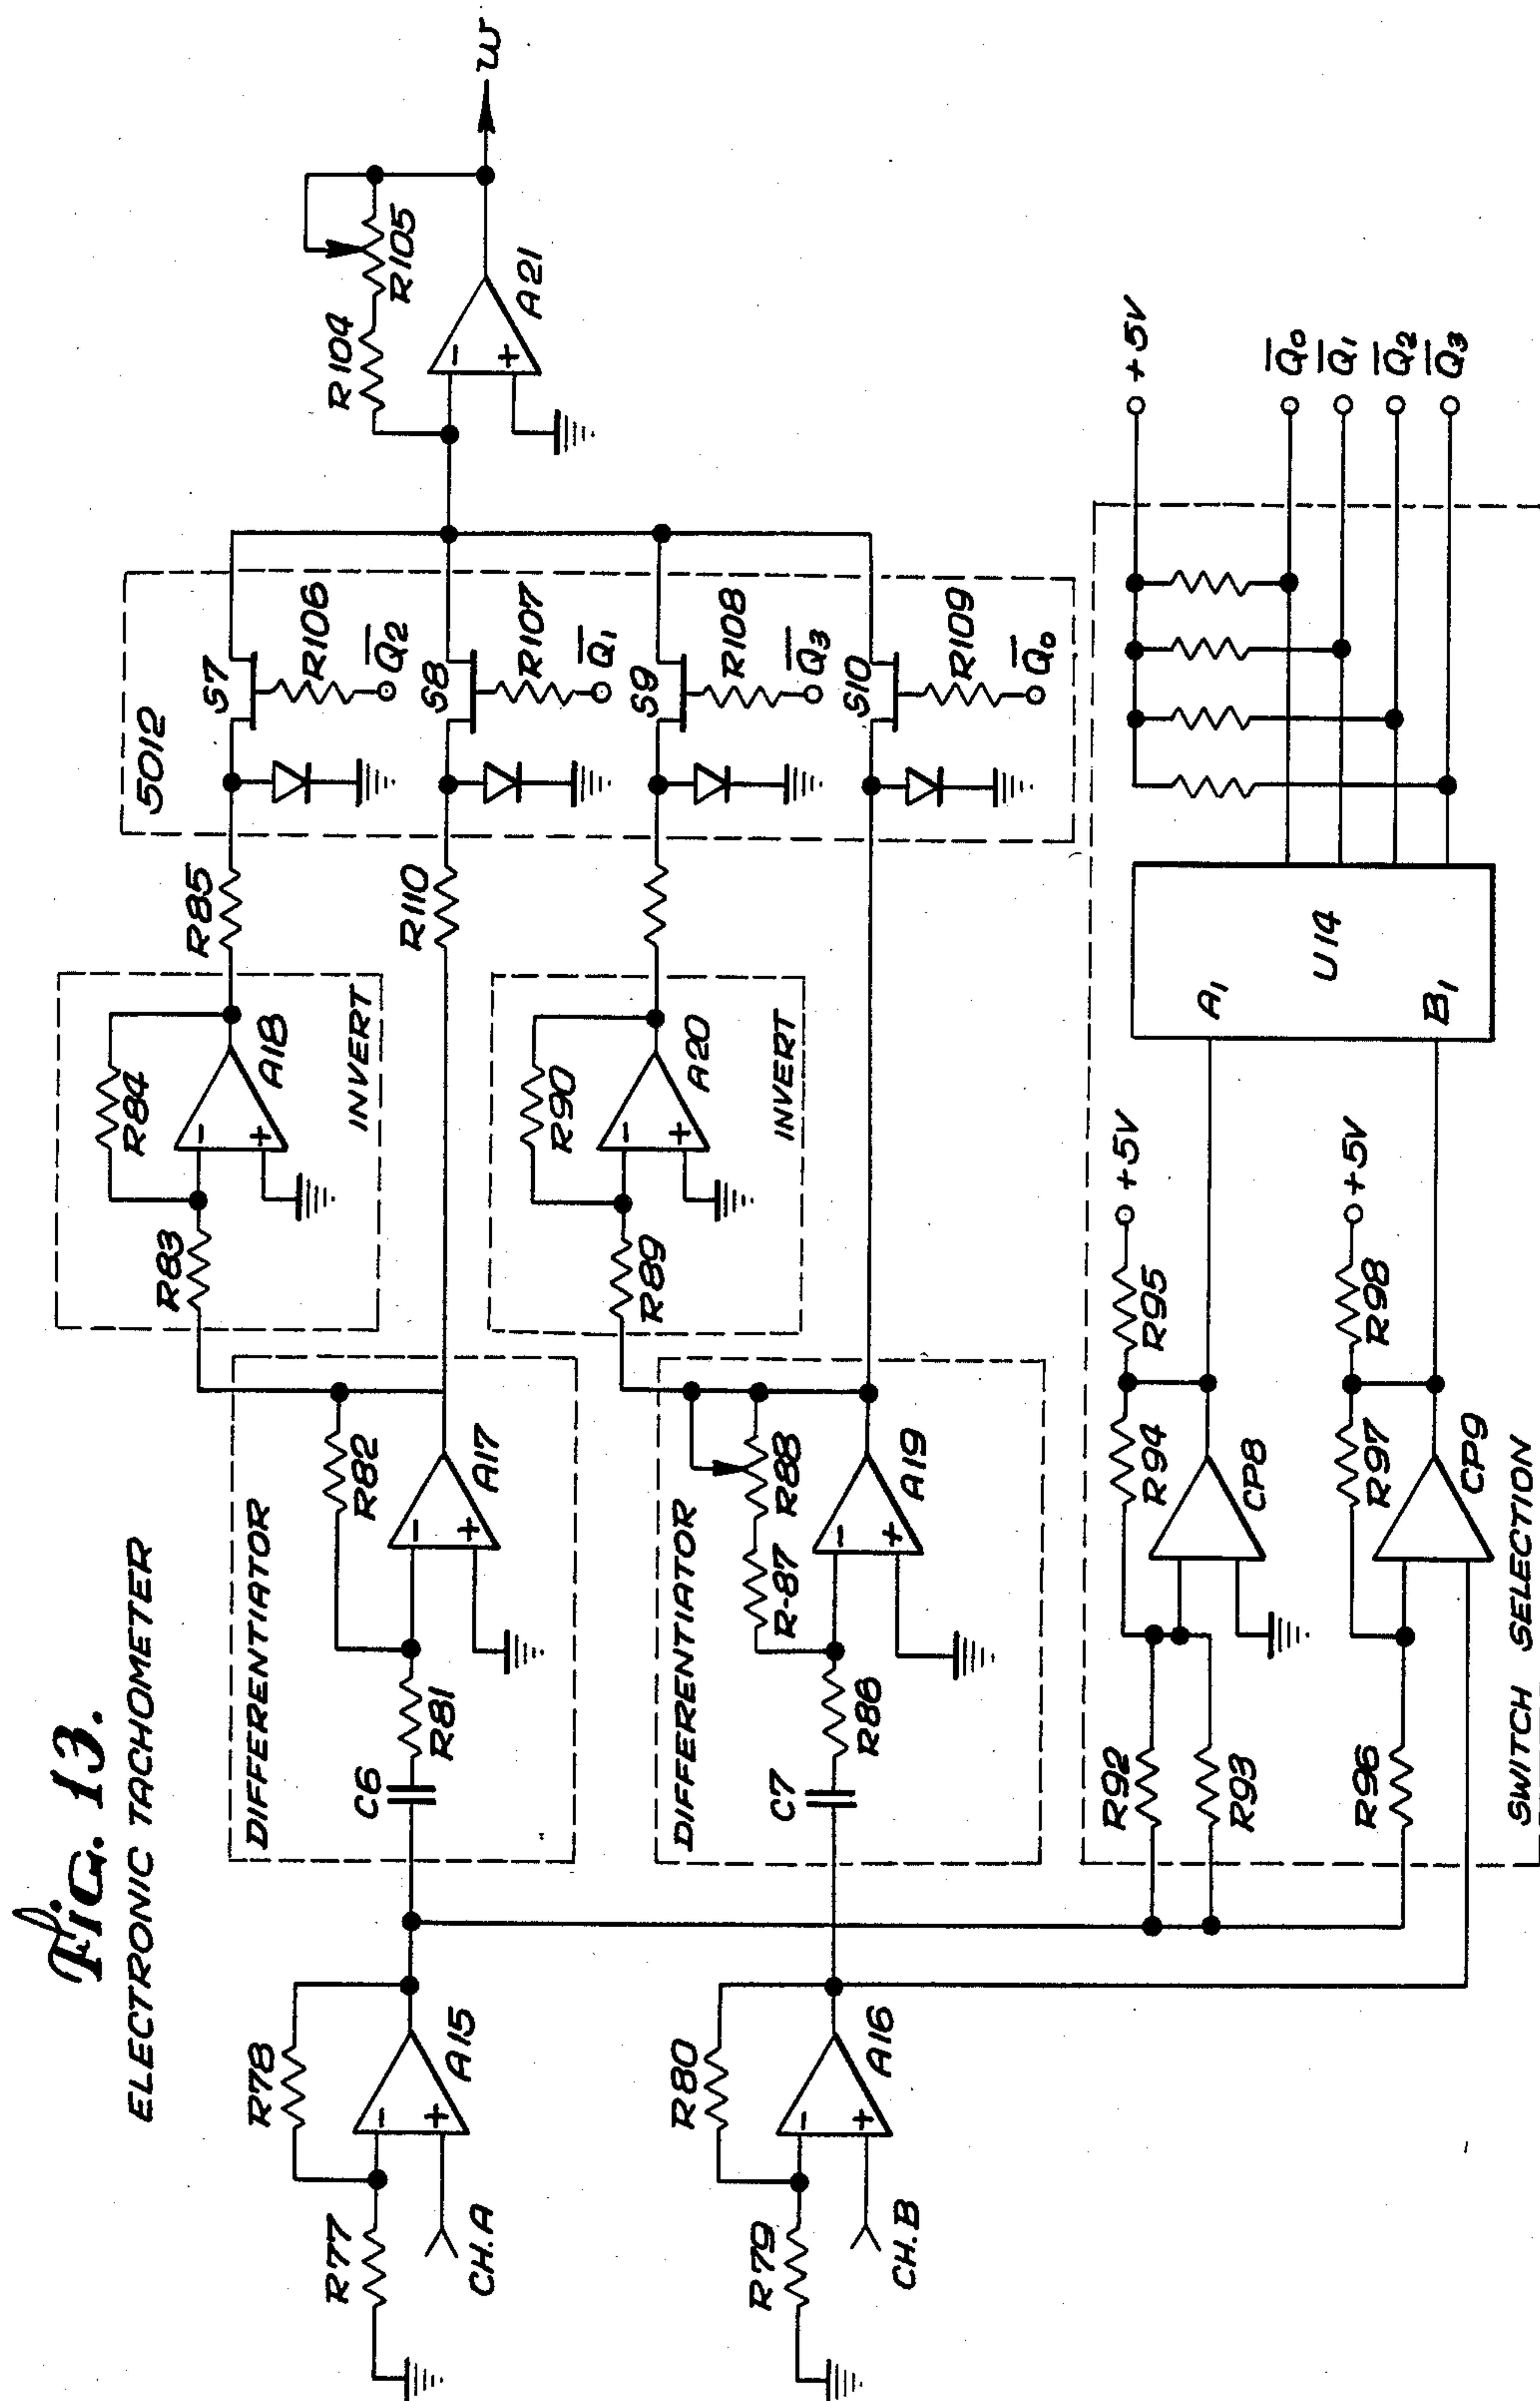 Fig. 13.
ELECTRONIC TACHOMETER
R77
CH.A
R78
A15
R79
CH.B
R80
A16
DIFFERENTIATOR
C6
R81
R82
A17
-
+
DIFFERENTIATOR
C7
R86
R-87
R88
A19
-
+
R83
R84
A18
-
+
INVERT
R89
R90
A20
-
+
INVERT
R85
R110
5012
S7
R106
Q̅2
S8
R107
Q̅1
S9
R108
Q̅3
S10
R109
Q̅0
R104
R105
A21
-
+
w
R92
R93
R94
R95
+5V
CP8
R96
R97
R98
+5V
CP9
A1
U14
B1
+5V
Q̅0
Q̅1
Q̅2
Q̅3
SWITCH SELECTION